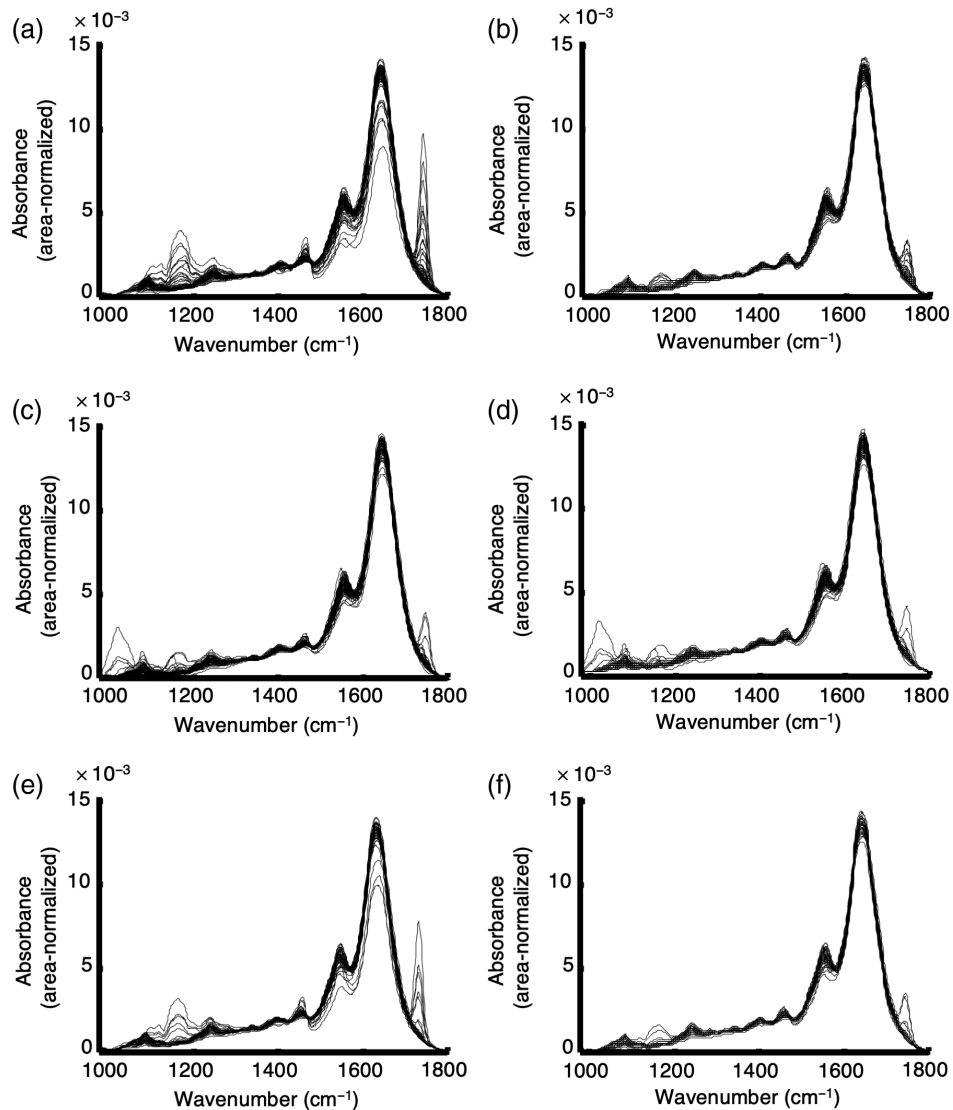 (a)
× 10⁻³
15
10
5
0
Absorbance
(area-normalized)
1000 1200 1400 1600 1800
Wavenumber (cm⁻¹)
(b)
× 10⁻³
15
10
5
0
Absorbance
(area-normalized)
1000 1200 1400 1600 1800
Wavenumber (cm⁻¹)
(c)
× 10⁻³
15
10
5
0
Absorbance
(area-normalized)
1000 1200 1400 1600 1800
Wavenumber (cm⁻¹)
(d)
× 10⁻³
15
10
5
0
Absorbance
(area-normalized)
1000 1200 1400 1600 1800
Wavenumber (cm⁻¹)
(e)
× 10⁻³
15
10
5
0
Absorbance
(area-normalized)
1000 1200 1400 1600 1800
Wavenumber (cm⁻¹)
(f)
× 10⁻³
15
10
5
0
Absorbance
(area-normalized)
1000 1200 1400 1600 1800
Wavenumber (cm⁻¹)